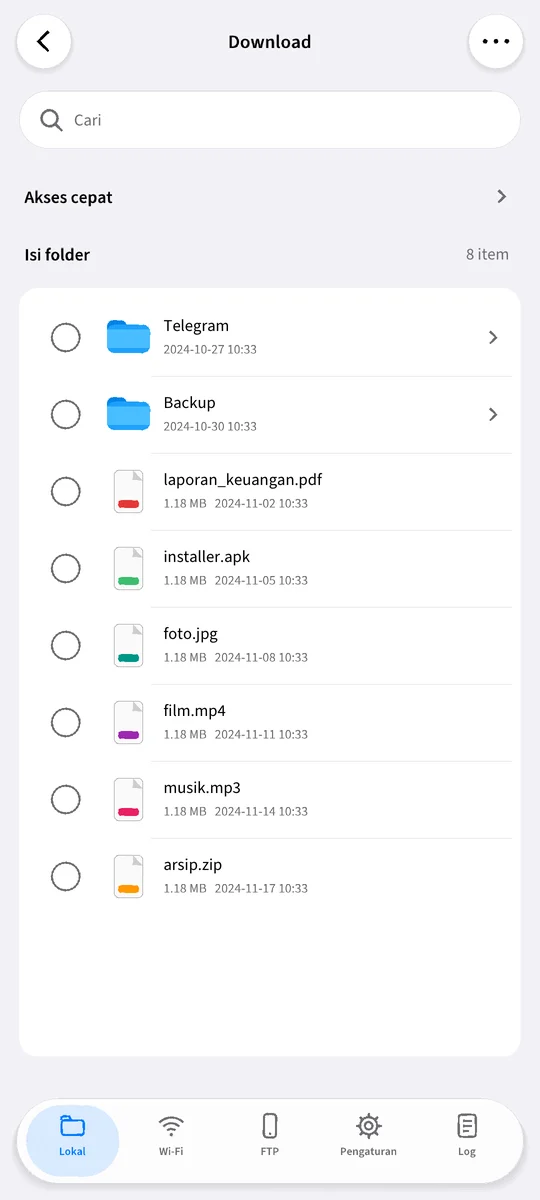 Download
Cari
Akses cepat
Isi folder 8 item
Telegram
2024-10-27 10:33
Backup
2024-10-30 10:33
laporan_keuangan.pdf
1.18 MB 2024-11-02 10:33
installer.apk
1.18 MB 2024-11-05 10:33
foto.jpg
1.18 MB 2024-11-08 10:33
film.mp4
1.18 MB 2024-11-11 10:33
musik.mp3
1.18 MB 2024-11-14 10:33
arsip.zip
1.18 MB 2024-11-17 10:33
Lokal Wi-Fi FTP Pengaturan Log